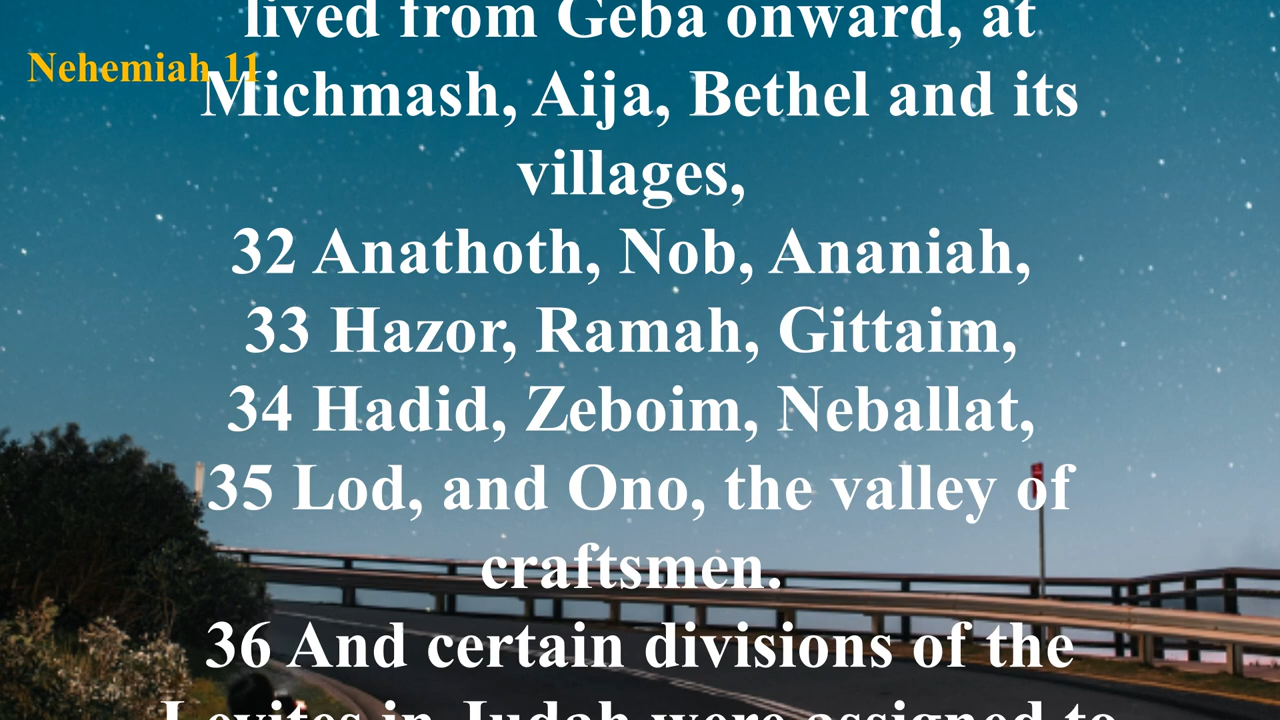 lived from Geba onward, at
Nehemiah 11
Michmash, Aija, Bethel and its
villages,
32 Anathoth, Nob, Ananiah,
33 Hazor, Ramah, Gittaim,
34 Hadid, Zeboim, Neballat,
35 Lod, and Ono, the valley of
craftsmen.
36 And certain divisions of the
Levites in Judah were assigned to